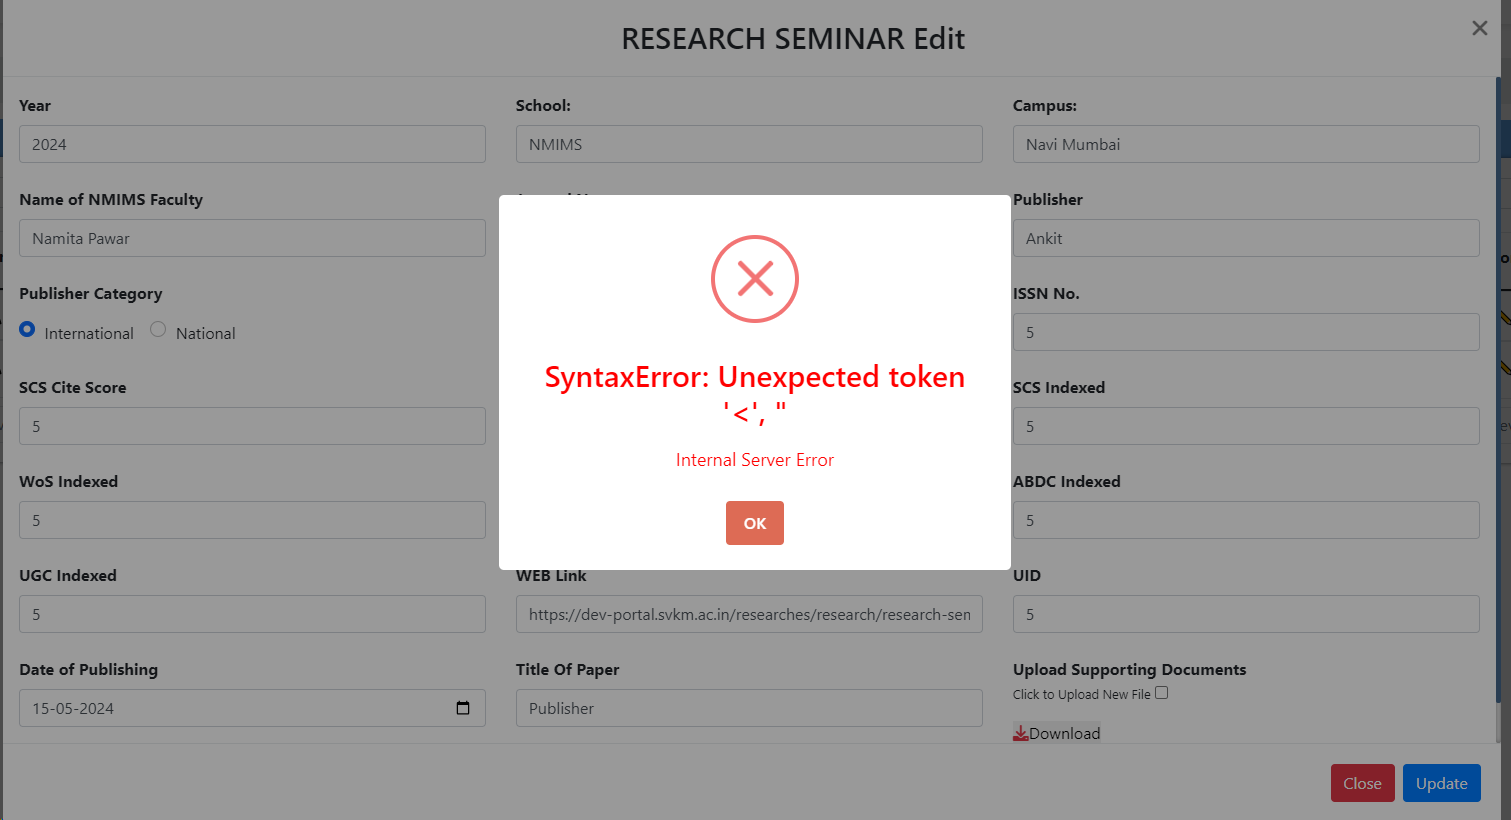 RESEARCH SEMINAR Edit
Year
School:
Campus:
2024
NMIMS
Navi Mumbai
Name of NMIMS Faculty
Publisher
Namita Pawar
Ankit
Publisher Category
ISSN No.
International
National
5
SyntaxError: Unexpected token
'<', "
Internal Server Error
OK
SCS Cite Score
SCS Indexed
5
5
WoS Indexed
ABDC Indexed
5
5
UGC Indexed
WEB Link
UID
5
https://dev-portal.svkm.ac.in/researches/research/research-sen
5
Date of Publishing
Title Of Paper
Upload Supporting Documents
Click to Upload New File
15-05-2024
Publisher
Download
Close
Update